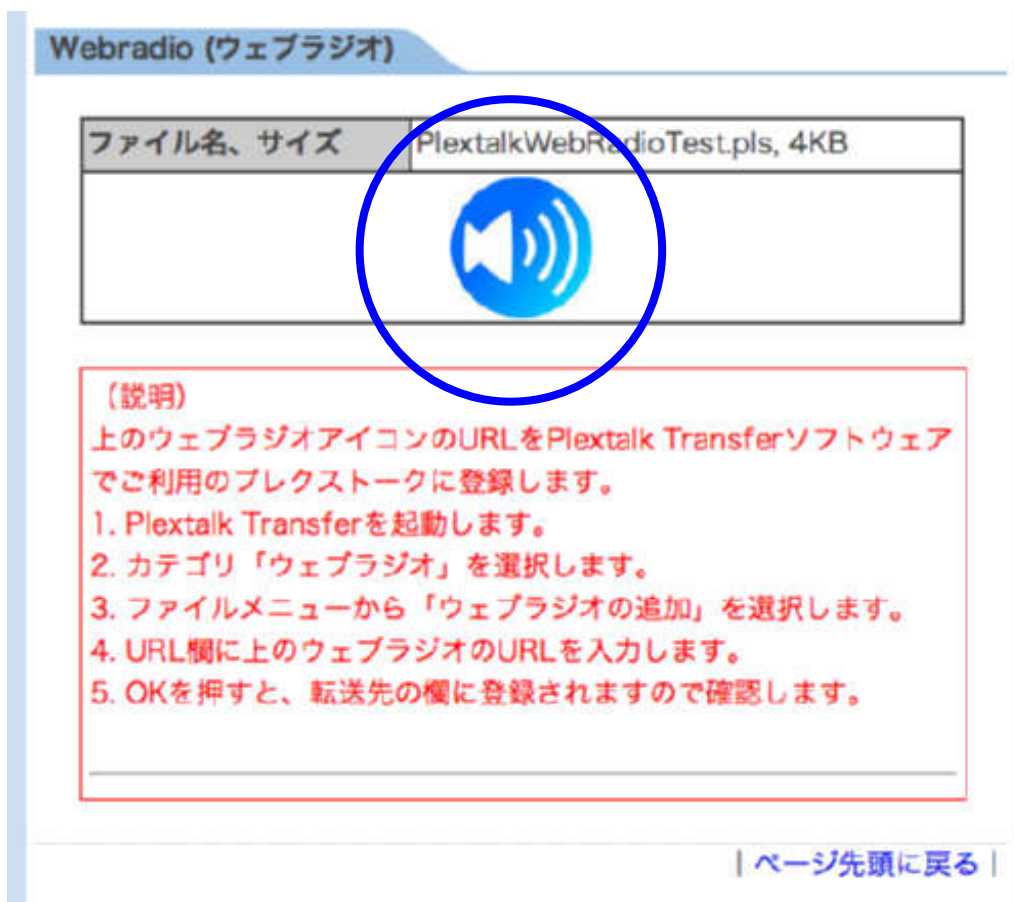 Webradio (ウェブラジオ)
ファイル名、サイズ PlextalkWebRadioTest.pls, 4KB
（説明）
上のウェブラジオアイコンのURLをPlextalk Transferソフトウェア
でご利用のプレクストークに登録します。
1. Plextalk Transferを起動します。
2. カテゴリ「ウェブラジオ」を選択します。
3. ファイルメニューから「ウェブラジオの追加」を選択します。
4. URL欄に上のウェブラジオのURLを入力します。
5. OKを押すと、転送先の欄に登録されますので確認します。
| ページ先頭に戻る |